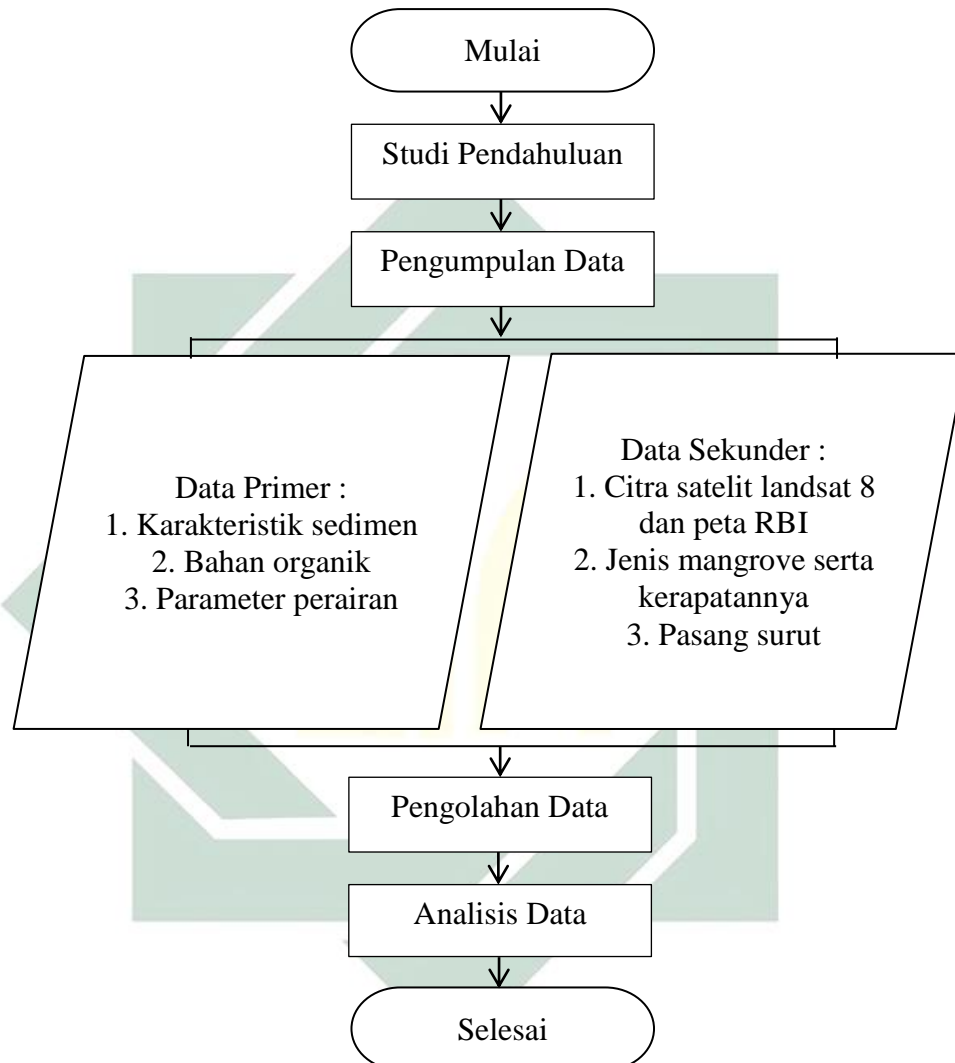 Mulai
Studi Pendahuluan
Pengumpulan Data
Data Primer :
1. Karakteristik sedimen
2. Bahan organik
3. Parameter perairan
Data Sekunder :
1. Citra satelit landsat 8
dan peta RBI
2. Jenis mangrove serta
kerapatannya
3. Pasang surut
Pengolahan Data
Analisis Data
Selesai